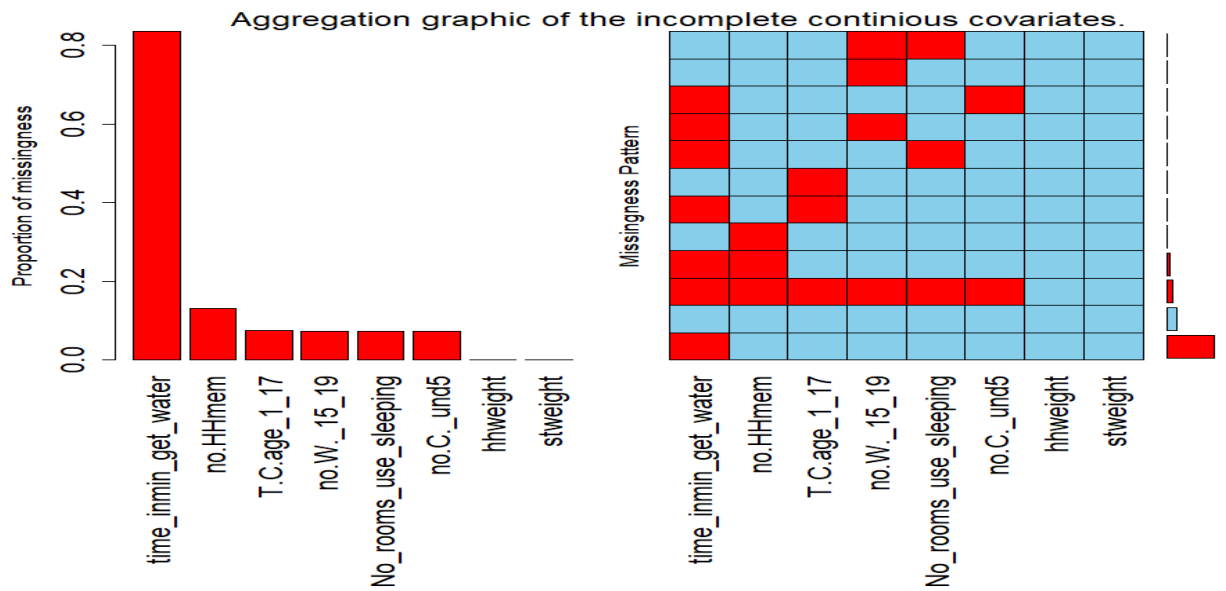 Aggregation graphic of the incomplete continious covariates.
Proportion of missingness
0.8
0.6
0.4
0.2
0.0
time_inmin_get_water
no.HHmem
T.C.age_1_17
no.W._15_19
No_rooms_use_sleeping
no.C._und5
hhweight
stweight
Missingness Pattern
time_inmin_get_water
no.HHmem
T.C.age_1_17
no.W._15_19
No_rooms_use_sleeping
no.C._und5
hhweight
stweight